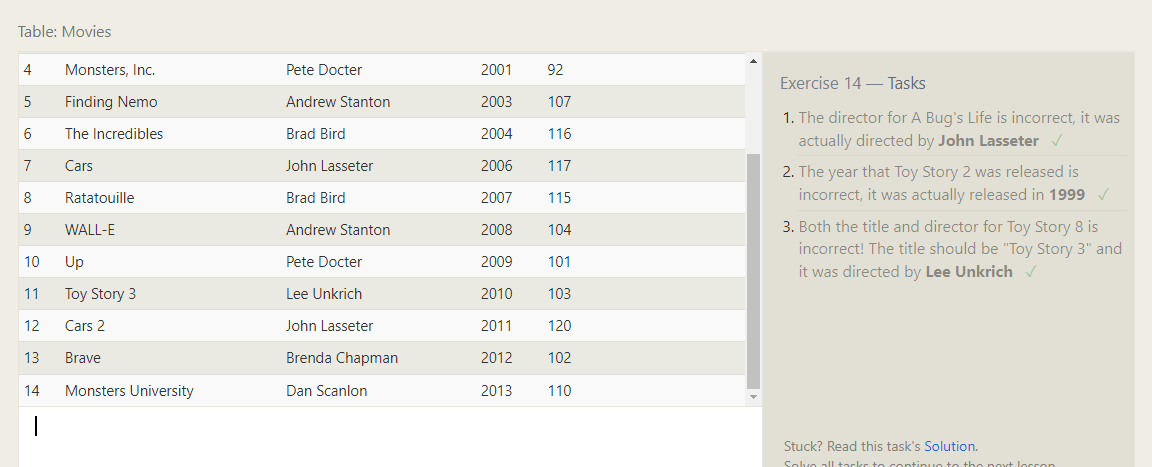 Table: Movies
4 Monsters, Inc. Pete Docter 2001 92
5 Finding Nemo Andrew Stanton 2003 107
6 The Incredibles Brad Bird 2004 116
7 Cars John Lasseter 2006 117
8 Ratatouille Brad Bird 2007 115
9 WALL-E Andrew Stanton 2008 104
10 Up Pete Docter 2009 101
11 Toy Story 3 Lee Unkrich 2010 103
12 Cars 2 John Lasseter 2011 120
13 Brave Brenda Chapman 2012 102
14 Monsters University Dan Scanlon 2013 110
Exercise 14 — Tasks
1. The director for A Bug's Life is incorrect, it was
actually directed by John Lasseter ✓
2. The year that Toy Story 2 was released is
incorrect, it was actually released in 1999 ✓
3. Both the title and director for Toy Story 8 is
incorrect! The title should be "Toy Story 3" and
it was directed by Lee Unkrich ✓
Stuck? Read this task's Solution.
Solve all tasks to continue to the next lesson.